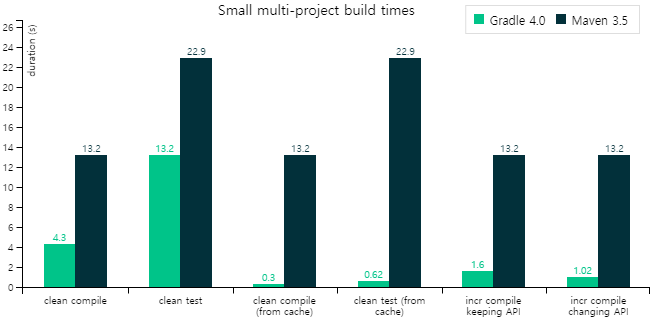 Small multi-project build times
Gradle 4.0 Maven 3.5
duration (s)
26
24
22
20
18
16
14
12
10
8
6
4
2
0
4.3 13.2
13.2 22.9
0.3 13.2
0.62 22.9
1.6 13.2
1.02 13.2
clean compile
clean test
clean compile
(from cache)
clean test (from
cache)
incr compile
keeping API
incr compile
changing API